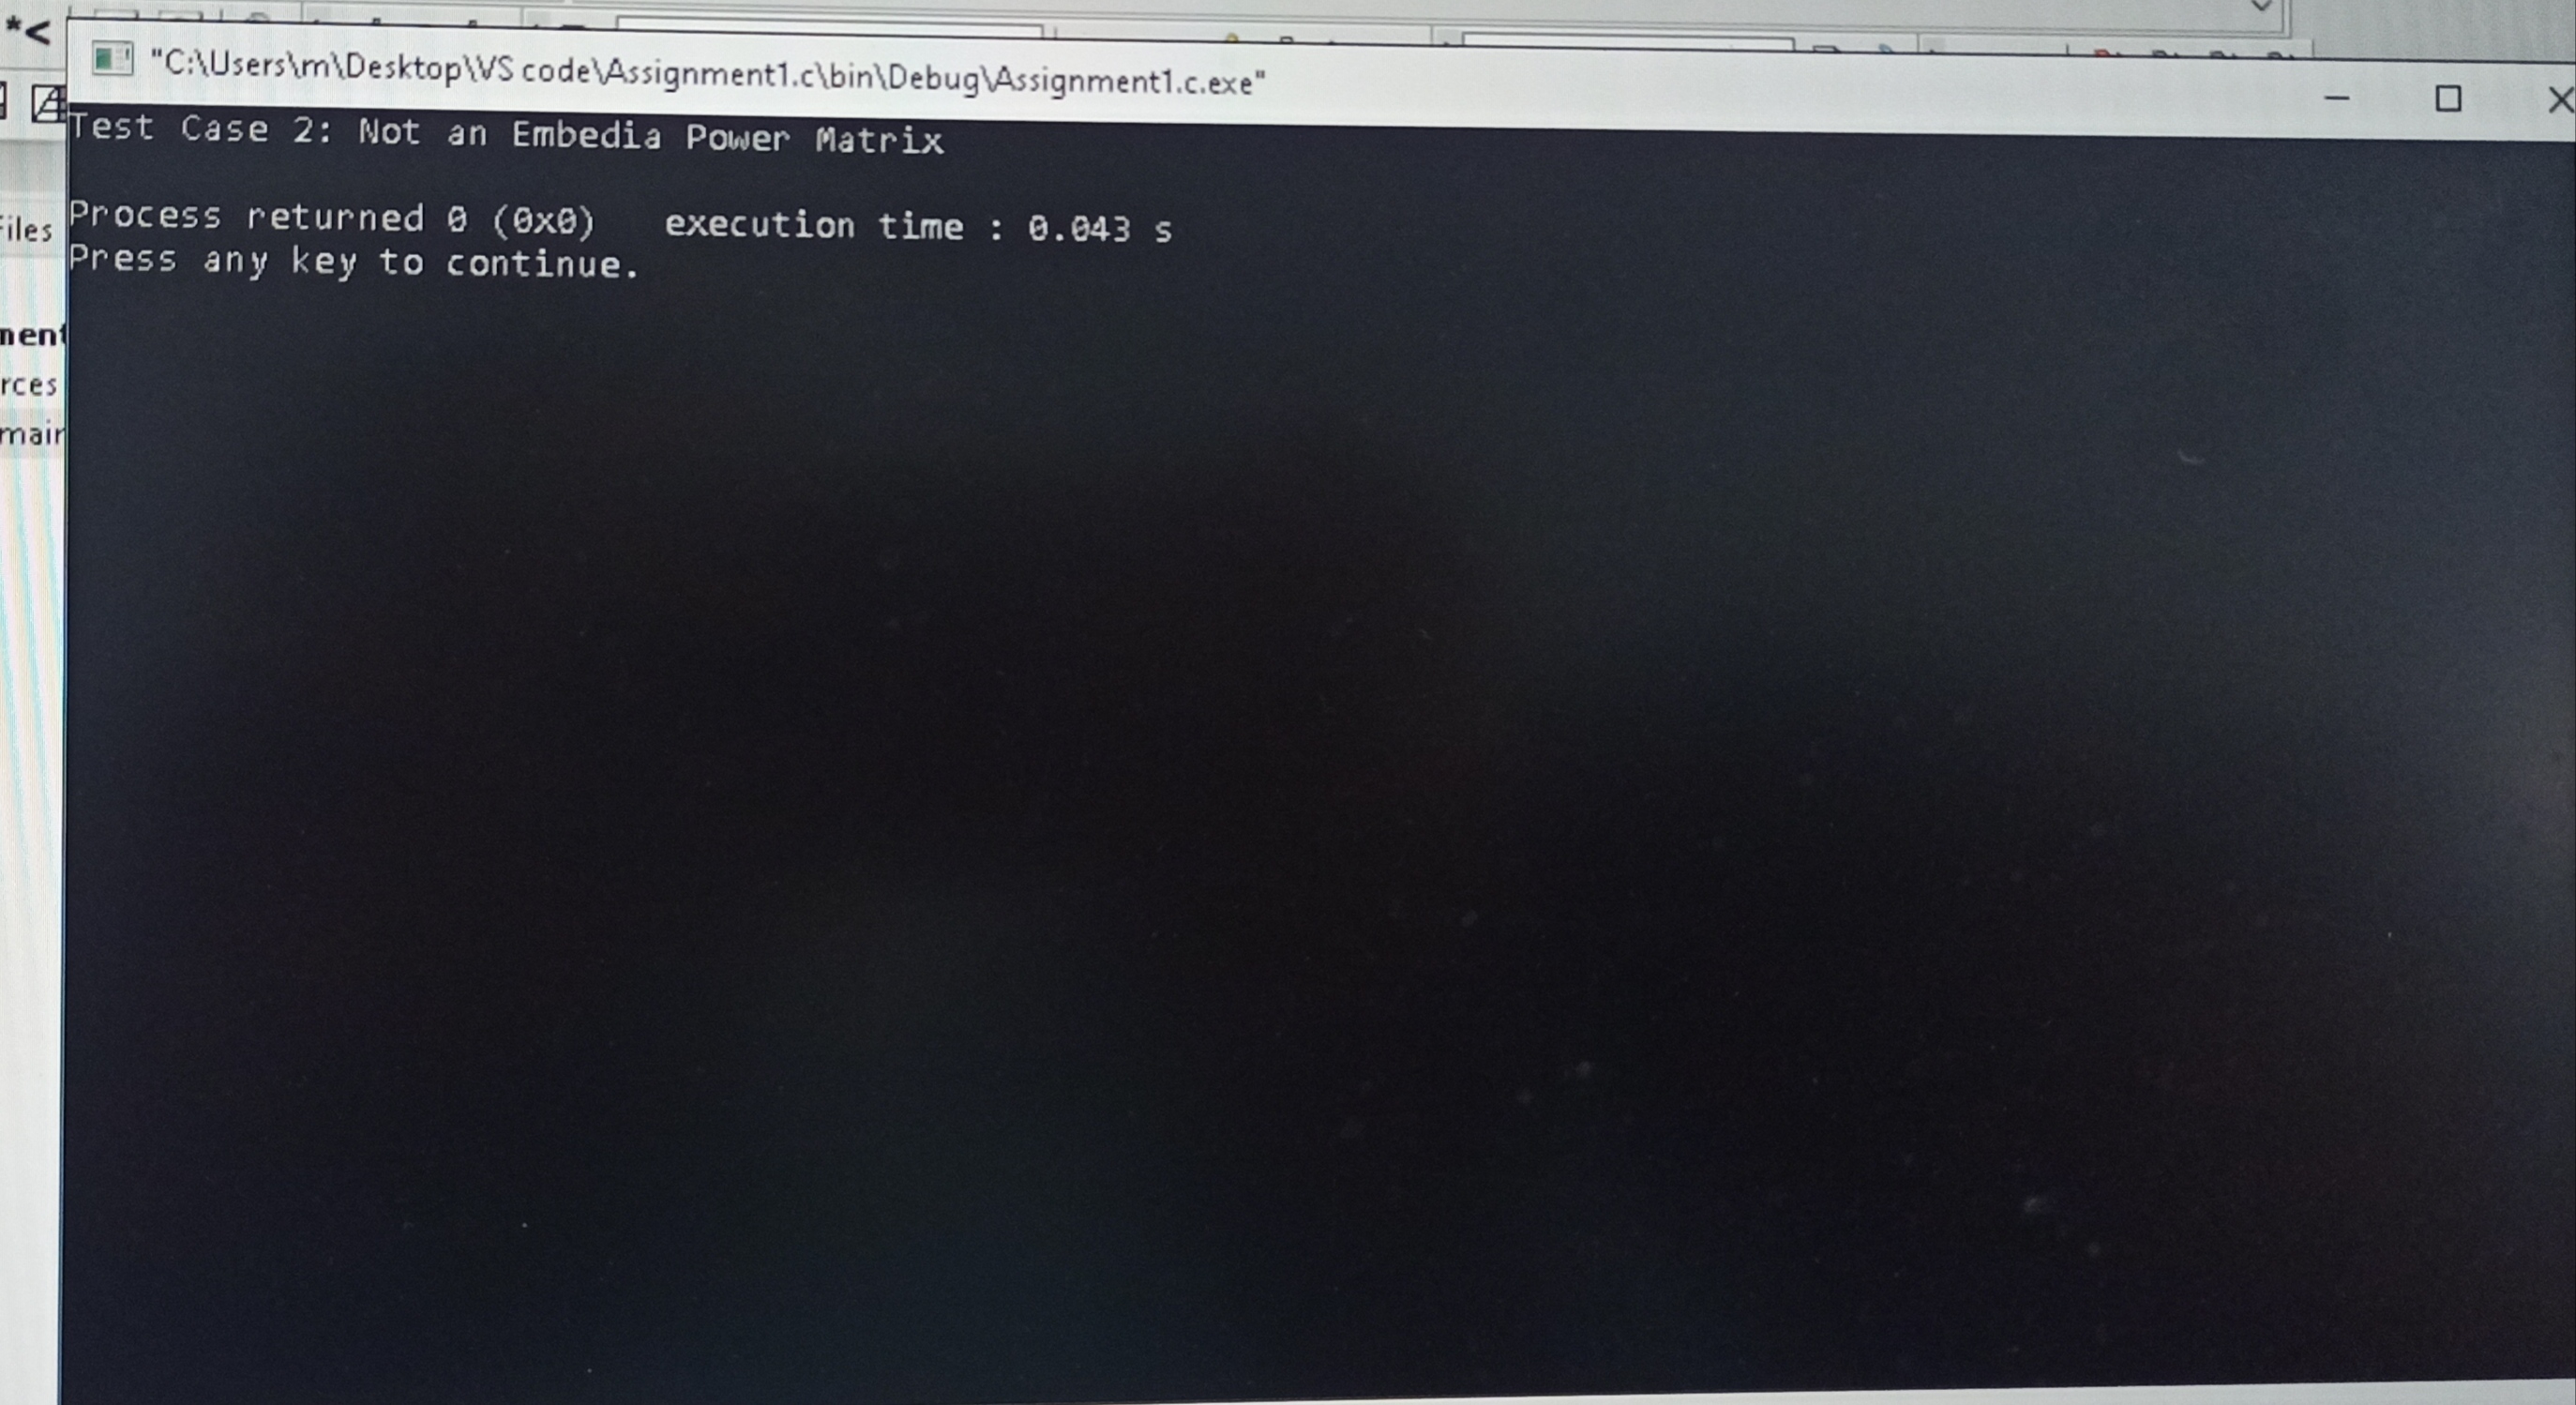 "C:\Users\m\Desktop\VS code\Assignment1.c\bin\Debug\Assignment1.c.exe"
Test Case 2: Not an Embedia Power Matrix
Process returned 0 (0x0)   execution time : 0.043 s
Press any key to continue.
*<
iles
ment
rces
main